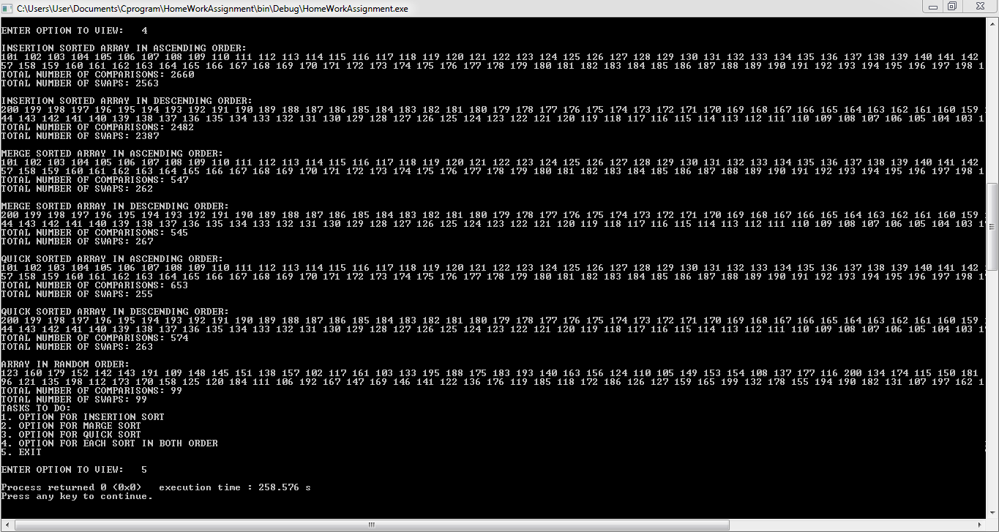 C:\Users\User\Documents\Cprogram\HomeWorkAssignment\bin\Debug\HomeWorkAssignment.exe
ENTER OPTION TO VIEW: 4
INSERTION SORTED ARRAY IN ASCENDING ORDER:
101 102 103 104 105 106 107 108 109 110 111 112 113 114 115 116 117 118 119 120 121 122 123 124 125 126 127 128 129 130 131 132 133 134 135 136 137 138 139 140 141 142
57 158 159 160 161 162 163 164 165 166 167 168 169 170 171 172 173 174 175 176 177 178 179 180 181 182 183 184 185 186 187 188 189 190 191 192 193 194 195 196 197 198 1
TOTAL NUMBER OF COMPARISONS: 2660
TOTAL NUMBER OF SWAPS: 2563
INSERTION SORTED ARRAY IN DESCENDING ORDER:
200 199 198 197 196 195 194 193 192 191 190 189 188 187 186 185 184 183 182 181 180 179 178 177 176 175 174 173 172 171 170 169 168 167 166 165 164 163 162 161 160 159
44 143 142 141 140 139 138 137 136 135 134 133 132 131 130 129 128 127 126 125 124 123 122 121 120 119 118 117 116 115 114 113 112 111 110 109 108 107 106 105 104 103 1
TOTAL NUMBER OF COMPARISONS: 2482
TOTAL NUMBER OF SWAPS: 2387
MERGE SORTED ARRAY IN ASCENDING ORDER:
101 102 103 104 105 106 107 108 109 110 111 112 113 114 115 116 117 118 119 120 121 122 123 124 125 126 127 128 129 130 131 132 133 134 135 136 137 138 139 140 141 142
57 158 159 160 161 162 163 164 165 166 167 168 169 170 171 172 173 174 175 176 177 178 179 180 181 182 183 184 185 186 187 188 189 190 191 192 193 194 195 196 197 198 1
TOTAL NUMBER OF COMPARISONS: 547
TOTAL NUMBER OF SWAPS: 262
MERGE SORTED ARRAY IN DESCENDING ORDER:
200 199 198 197 196 195 194 193 192 191 190 189 188 187 186 185 184 183 182 181 180 179 178 177 176 175 174 173 172 171 170 169 168 167 166 165 164 163 162 161 160 159
44 143 142 141 140 139 138 137 136 135 134 133 132 131 130 129 128 127 126 125 124 123 122 121 120 119 118 117 116 115 114 113 112 111 110 109 108 107 106 105 104 103 1
TOTAL NUMBER OF COMPARISONS: 545
TOTAL NUMBER OF SWAPS: 267
QUICK SORTED ARRAY IN ASCENDING ORDER:
101 102 103 104 105 106 107 108 109 110 111 112 113 114 115 116 117 118 119 120 121 122 123 124 125 126 127 128 129 130 131 132 133 134 135 136 137 138 139 140 141 142
57 158 159 160 161 162 163 164 165 166 167 168 169 170 171 172 173 174 175 176 177 178 179 180 181 182 183 184 185 186 187 188 189 190 191 192 193 194 195 196 197 198 1
TOTAL NUMBER OF COMPARISONS: 653
TOTAL NUMBER OF SWAPS: 255
QUICK SORTED ARRAY IN DESCENDING ORDER:
200 199 198 197 196 195 194 193 192 191 190 189 188 187 186 185 184 183 182 181 180 179 178 177 176 175 174 173 172 171 170 169 168 167 166 165 164 163 162 161 160 159
44 143 142 141 140 139 138 137 136 135 134 133 132 131 130 129 128 127 126 125 124 123 122 121 120 119 118 117 116 115 114 113 112 111 110 109 108 107 106 105 104 103 1
TOTAL NUMBER OF COMPARISONS: 574
TOTAL NUMBER OF SWAPS: 263
ARRAY IN RANDOM ORDER:
123 160 179 152 142 143 191 109 148 145 151 138 157 102 117 161 103 133 195 188 175 183 193 140 163 156 124 110 105 149 153 154 108 137 177 116 200 134 174 115 150 181
96 121 135 198 112 173 170 158 125 120 184 111 106 192 167 147 169 146 141 122 136 176 119 185 118 172 186 126 127 159 165 199 132 178 155 194 190 182 131 107 197 162 1
TOTAL NUMBER OF COMPARISONS: 99
TOTAL NUMBER OF SWAPS: 99
TASKS TO DO:
1. OPTION FOR INSERTION SORT
2. OPTION FOR MARGE SORT
3. OPTION FOR QUICK SORT
4. OPTION FOR EACH SORT IN BOTH ORDER
5. EXIT
ENTER OPTION TO VIEW: 5
Process returned 0 (0x0) execution time : 258.576 s
Press any key to continue.